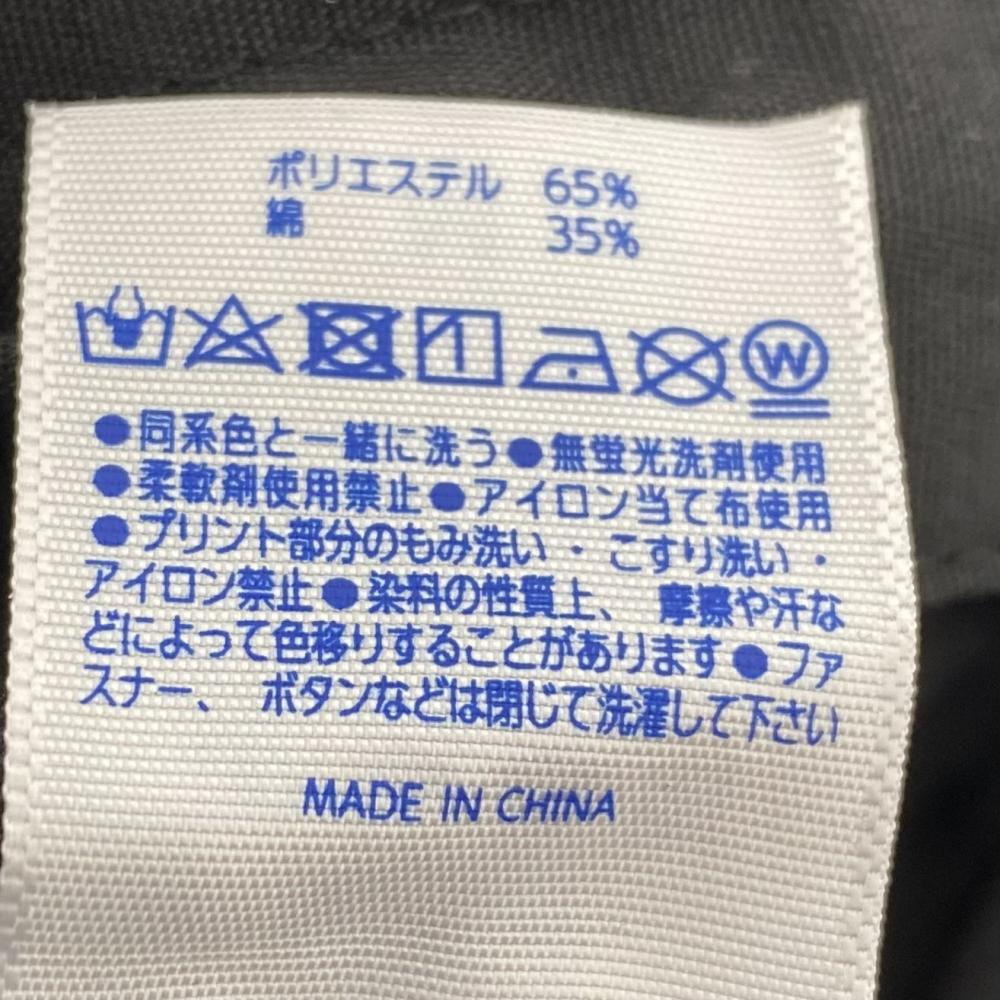 ポリエステル 65%
綿 35%
W
●同系色と一緒に洗う●無蛍光洗剤使用
●柔軟剤使用禁止●アイロン当て布使用
●プリント部分のもみ洗い・こすり洗い・
アイロン禁止●染料の性質上、摩擦や汗な
どによって色移りすることがあります●ファ
スナー、ボタンなどは閉じて洗濯して下さい
MADE IN CHINA